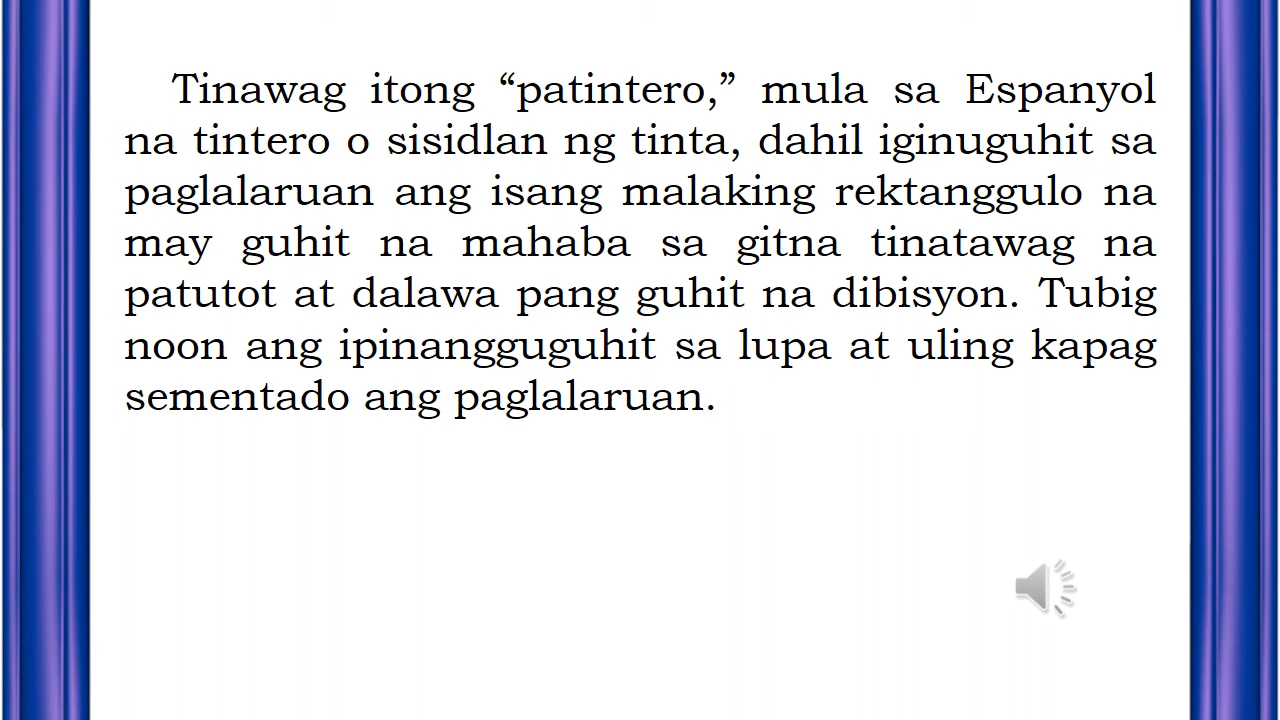 Tinawag itong “patintero,” mula sa Espanyol
na tintero o sisidlan ng tinta, dahil iginuguhit sa
paglalaruan ang isang malaking rektanggulo na
may guhit na mahaba sa gitna tinatawag na
patutot at dalawa pang guhit na dibisyon. Tubig
noon ang ipinangguguhit sa lupa at uling kapag
sementado ang paglalaruan.